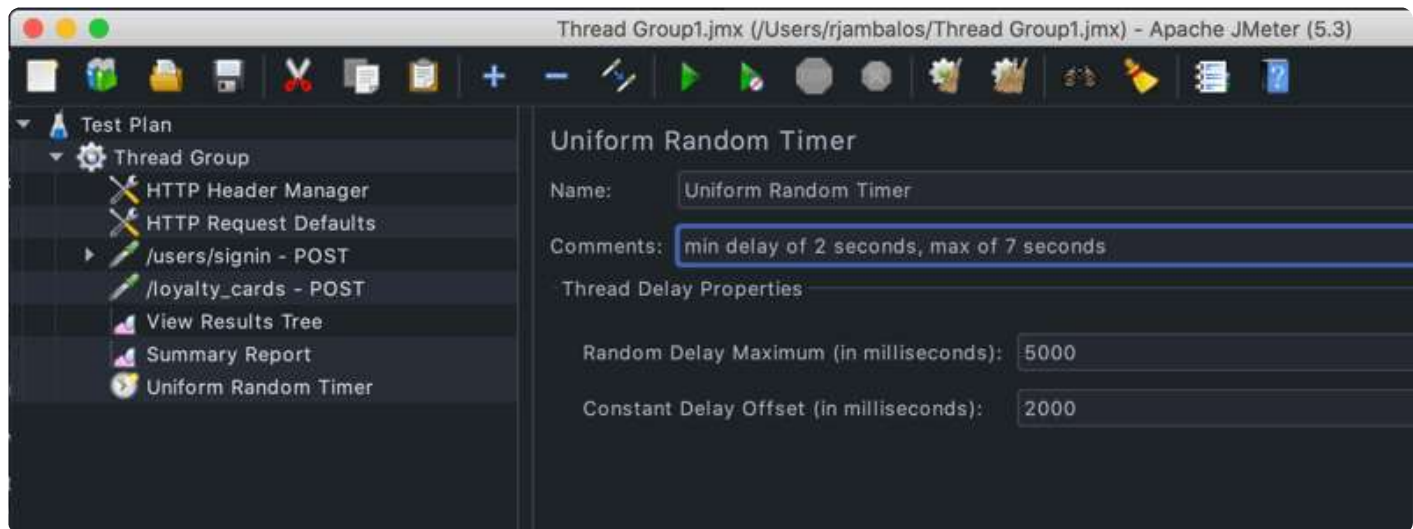 Thread Group1.jmx (/Users/rjambalos/Thread Group1.jmx) - Apache JMeter (5.3)
Test Plan
Thread Group
HTTP Header Manager
HTTP Request Defaults
/users/signin - POST
/loyalty_cards - POST
View Results Tree
Summary Report
Uniform Random Timer
Uniform Random Timer
Name: Uniform Random Timer
Comments: min delay of 2 seconds, max of 7 seconds
Thread Delay Properties
Random Delay Maximum (in milliseconds): 5000
Constant Delay Offset (in milliseconds): 2000